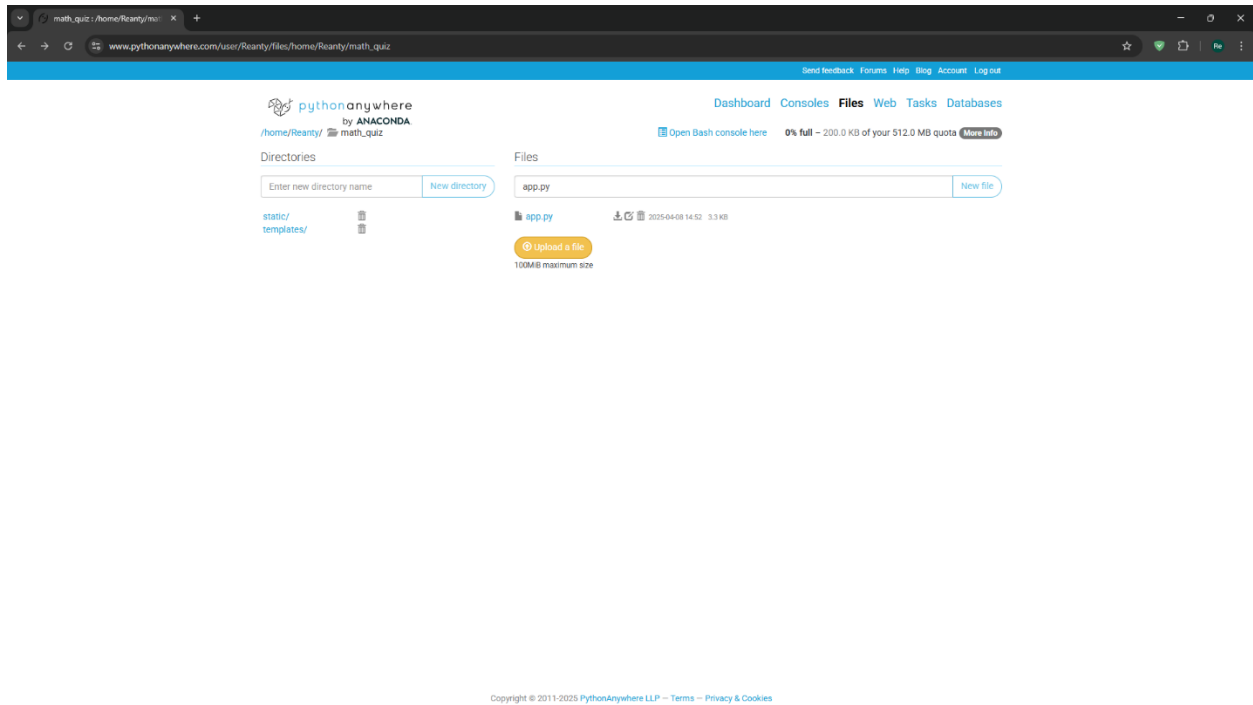 math_quiz : /home/Reanty/mat
www.pythonanywhere.com/user/Reanty/files/home/Reanty/math_quiz
Re
Send feedback Forums Help Blog Account Log out
pythonanywhere
by ANACONDA.
Dashboard Consoles Files Web Tasks Databases
/home/Reanty/ math_quiz
Open Bash console here 0% full – 200.0 KB of your 512.0 MB quota More Info
Directories
Enter new directory name New directory
static/
templates/
Files
app.py New file
app.py 2025-04-08 14:52 3.3 KB
Upload a file
100MiB maximum size
Copyright © 2011-2025 PythonAnywhere LLP — Terms — Privacy & Cookies